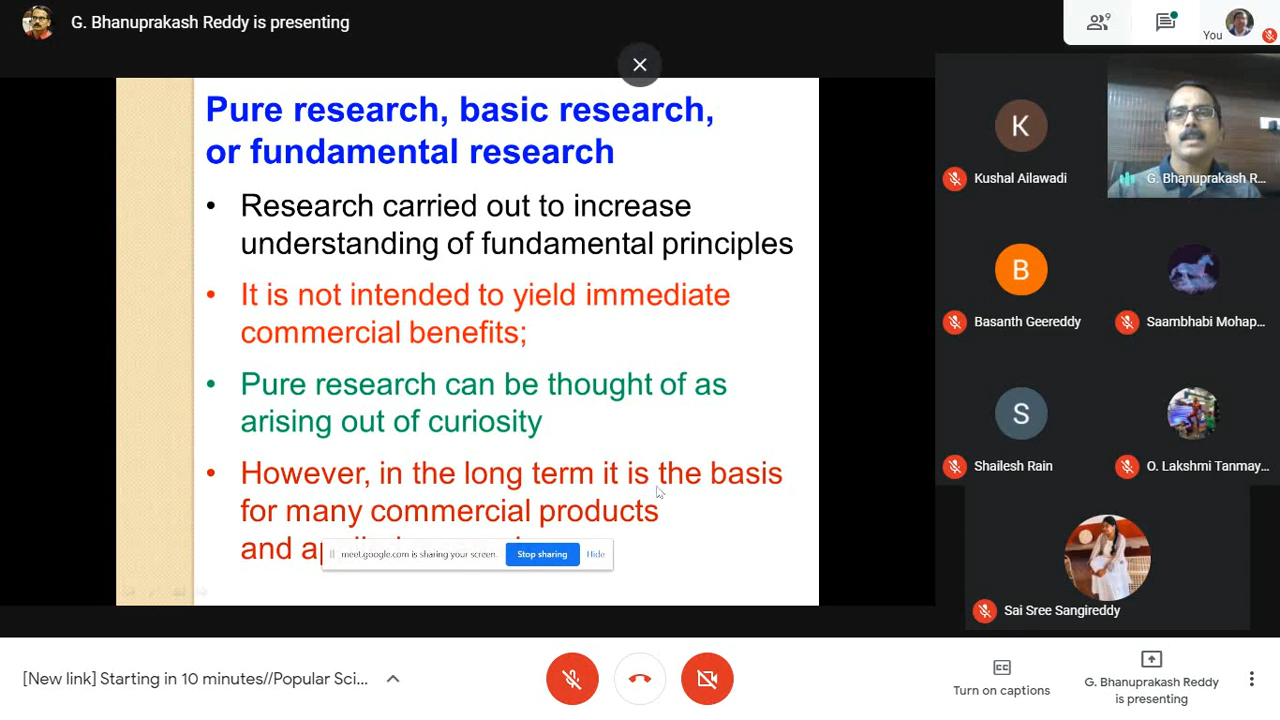 G. Bhanuprakash Reddy is presenting
9
You
Pure research, basic research,
or fundamental research
• Research carried out to increase
understanding of fundamental principles
• It is not intended to yield immediate
commercial benefits;
• Pure research can be thought of as
arising out of curiosity
• However, in the long term it is the basis
for many commercial products
and
meet.google.com is sharing your screen.
Stop sharing
Hide
K
Kushal Ailawadi
G. Bhanuprakash R...
B
Basanth Geereddy
Saambhabi Mohap...
S
Shailesh Rain
O. Lakshmi Tanmay...
Sai Sree Sangireddy
[New link] Starting in 10 minutes//Popular Sci...
CC
Turn on captions
G. Bhanuprakash Reddy
is presenting